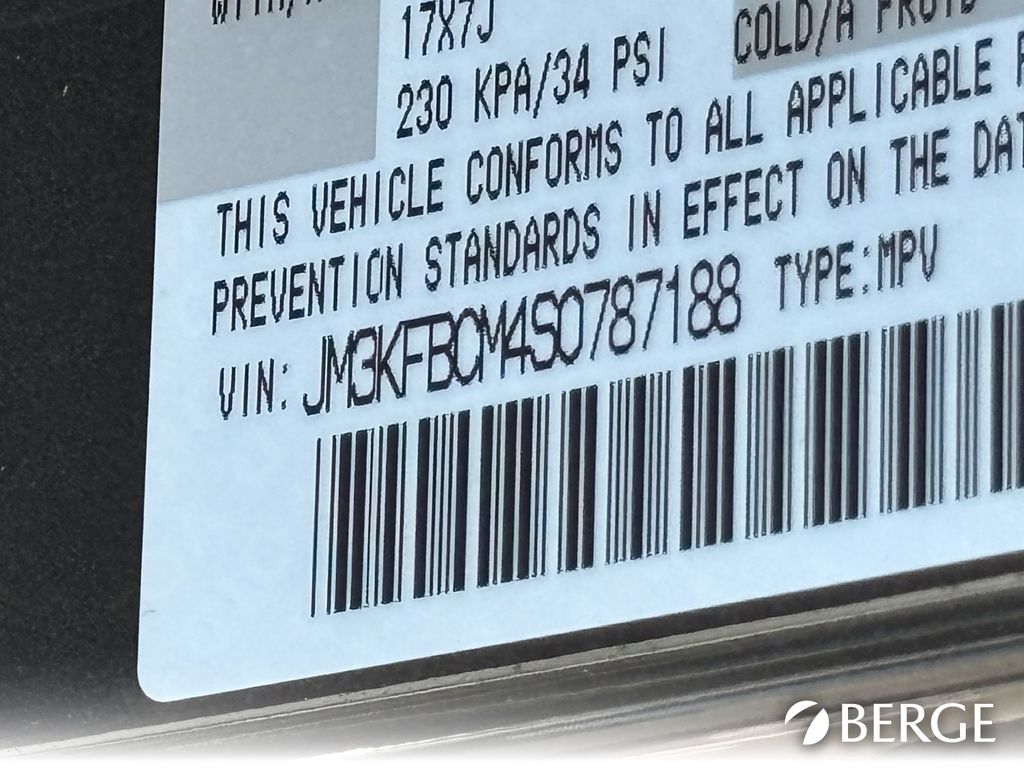 17X7J
230 KPA/34 PSI
COLD/A
THIS VEHICLE CONFORMS TO ALL APPLICABLE
PREVENTION STANDARDS IN EFFECT ON THE DAT
VIN: JM3KFBCM4S0787188 TYPE:MPV
BERGE